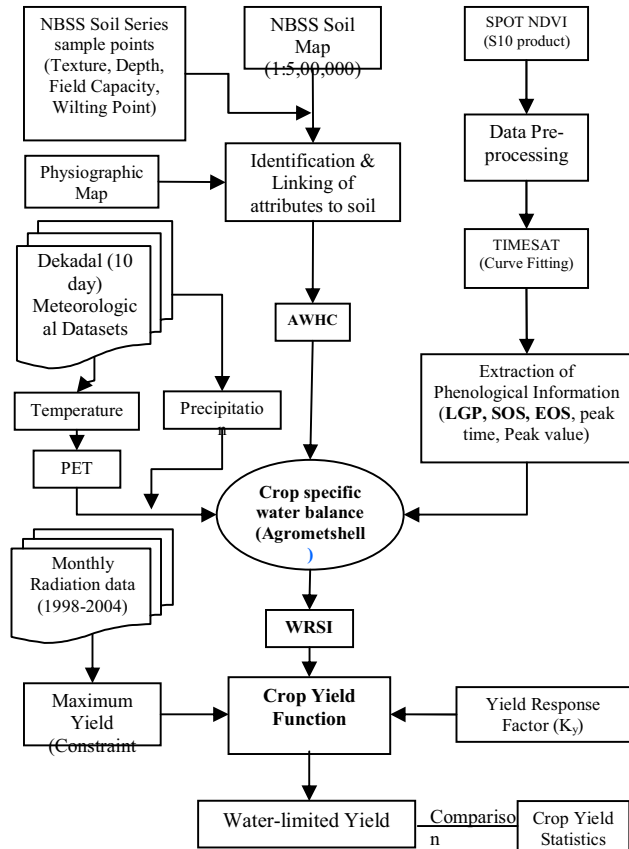 NBSS Soil Series
sample points
(Texture, Depth,
Field Capacity,
Wilting Point)
NBSS Soil
Map
(1:5,00,000)
SPOT NDVI
(S10 product)
Data Pre-
processing
Physiographic
Map
Identification &
Linking of
attributes to soil
TIMESAT
(Curve Fitting)
Dekadal (10
day)
Meteorologic
al Datasets
AWHC
Extraction of
Phenological Information
(LGP, SOS, EOS, peak
time, Peak value)
Temperature
Precipitatio
n
PET
Crop specific
water balance
(Agrometshell
)
Monthly
Radiation data
(1998-2004)
WRSI
Maximum
Yield
(Constraint
Crop Yield
Function
Yield Response
Factor (Ky)
Water-limited Yield
Compariso
n
Crop Yield
Statistics